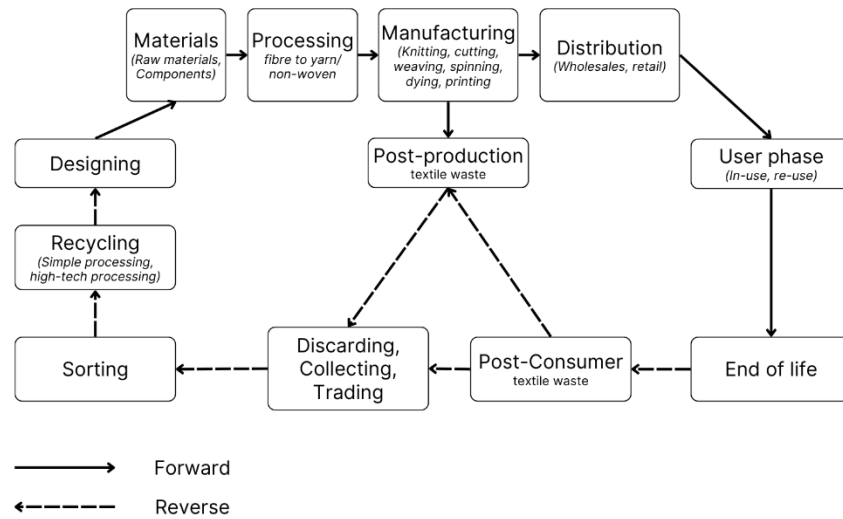 Materials
(Raw materials,
Components)
Processing
fibre to yarn/
non-woven
Manufacturing
(Knitting, cutting,
weaving, spinning,
dying, printing)
Distribution
(Wholesales, retail)
Designing
Post-production
textile waste
User phase
(In-use, re-use)
Recycling
(Simple processing,
high-tech processing)
Sorting
Discarding,
Collecting,
Trading
Post-Consumer
textile waste
End of life
Forward
Reverse